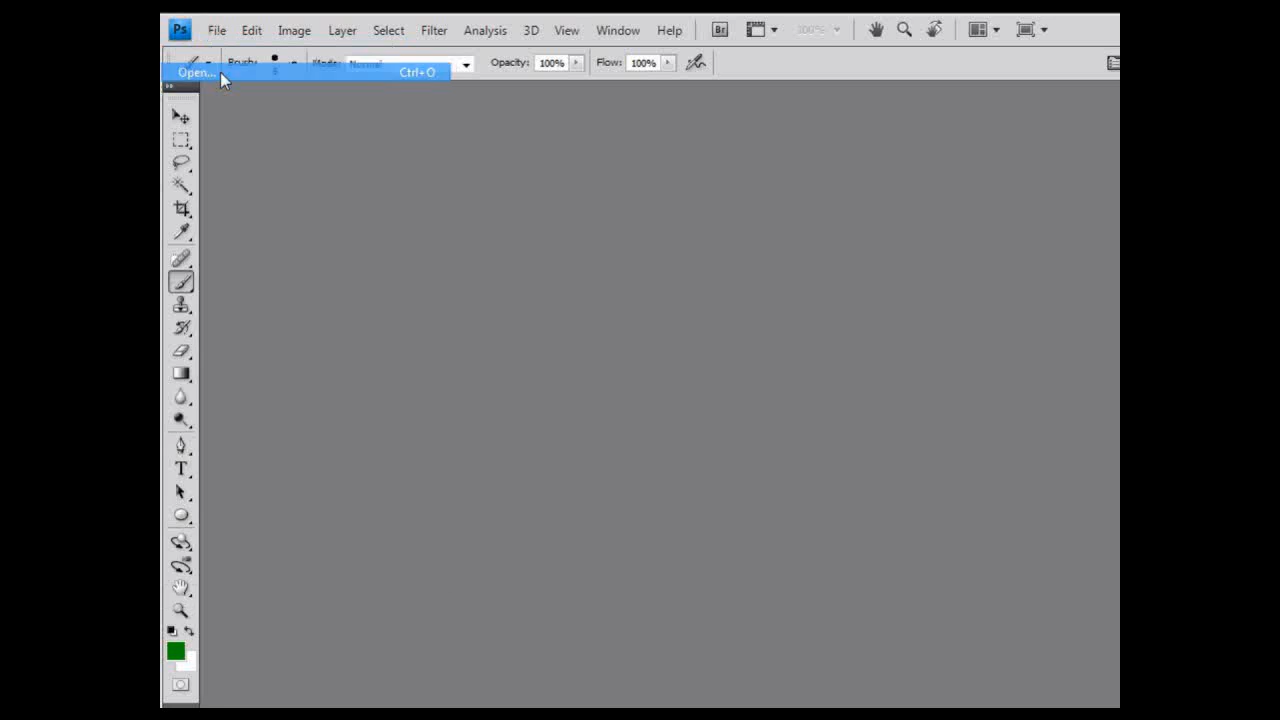 Ps File Edit Image Layer Select Analysis Filter 3D View Window Help Br 100%
Brush: Mode: Normal Opacity: 100% Flow: 100%
Open... Ctrl+O
T